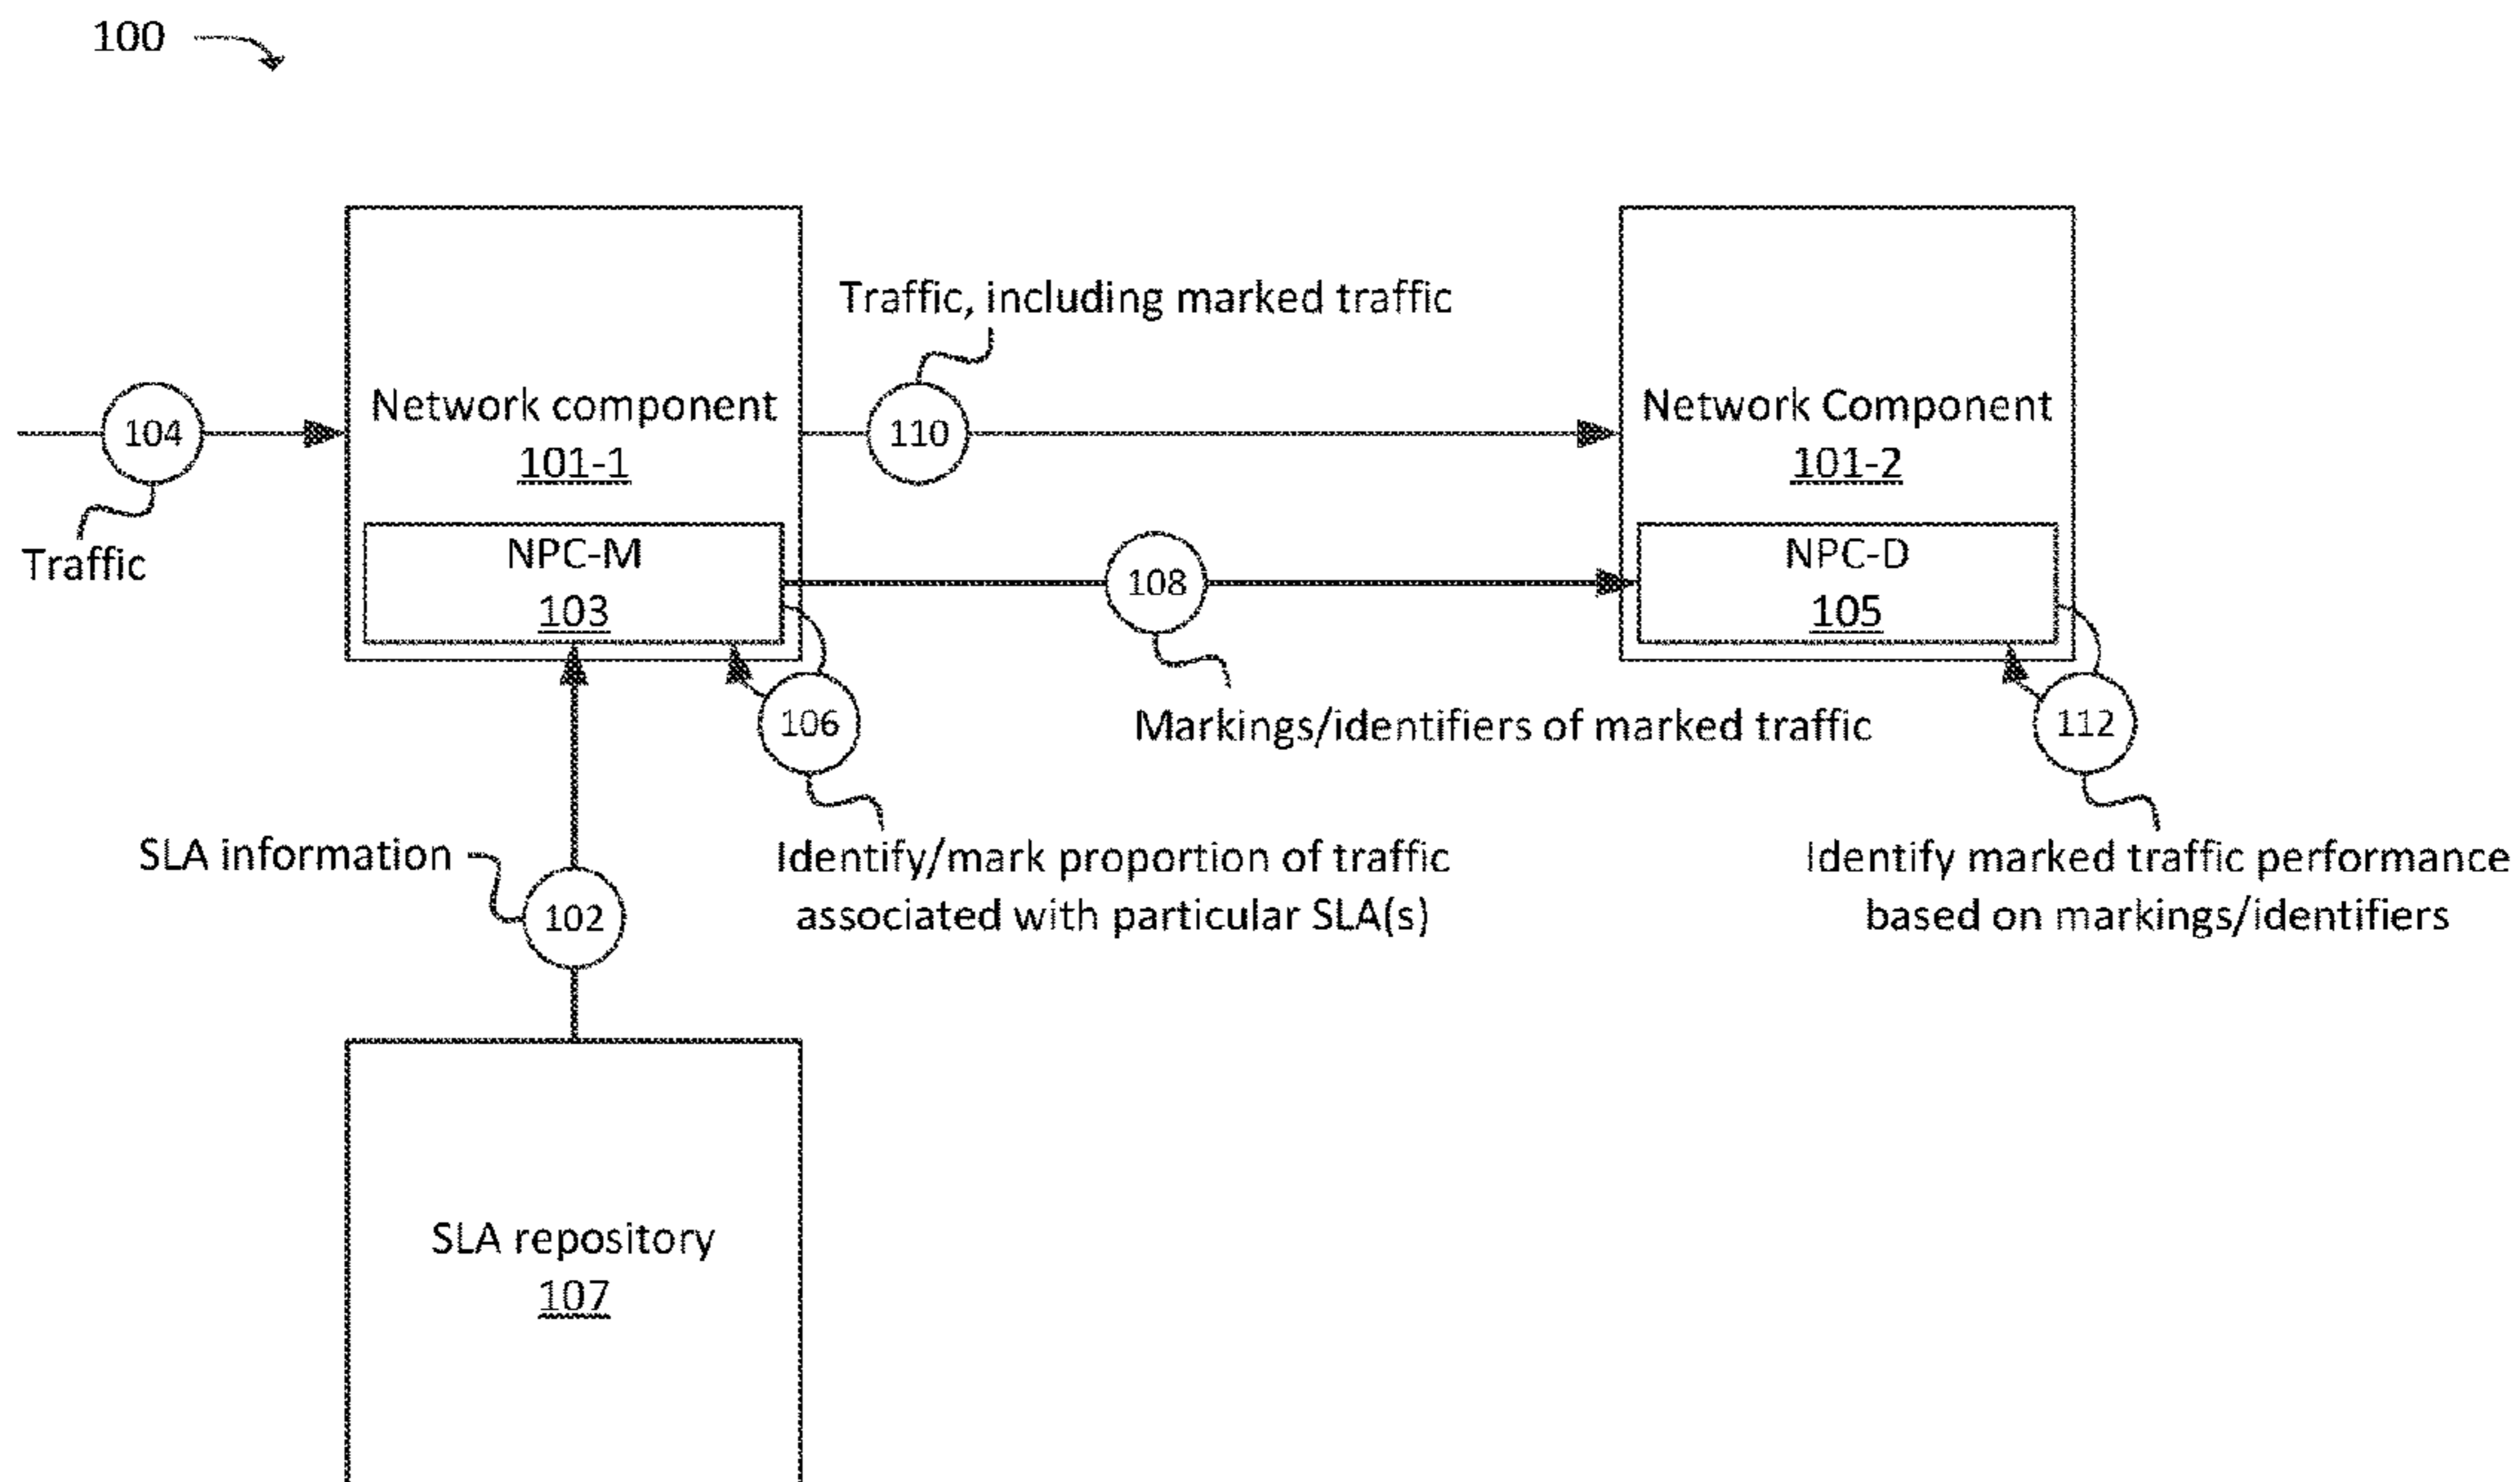 100
Traffic, including marked traffic
Network component
101-1
104
110
Network Component
101-2
Traffic
NPC-M
103
108
NPC-D
105
106
Markings/identifiers of marked traffic
112
SLA information
102
Identify/mark proportion of traffic
associated with particular SLA(s)
Identify marked traffic performance
based on markings/identifiers
SLA repository
107